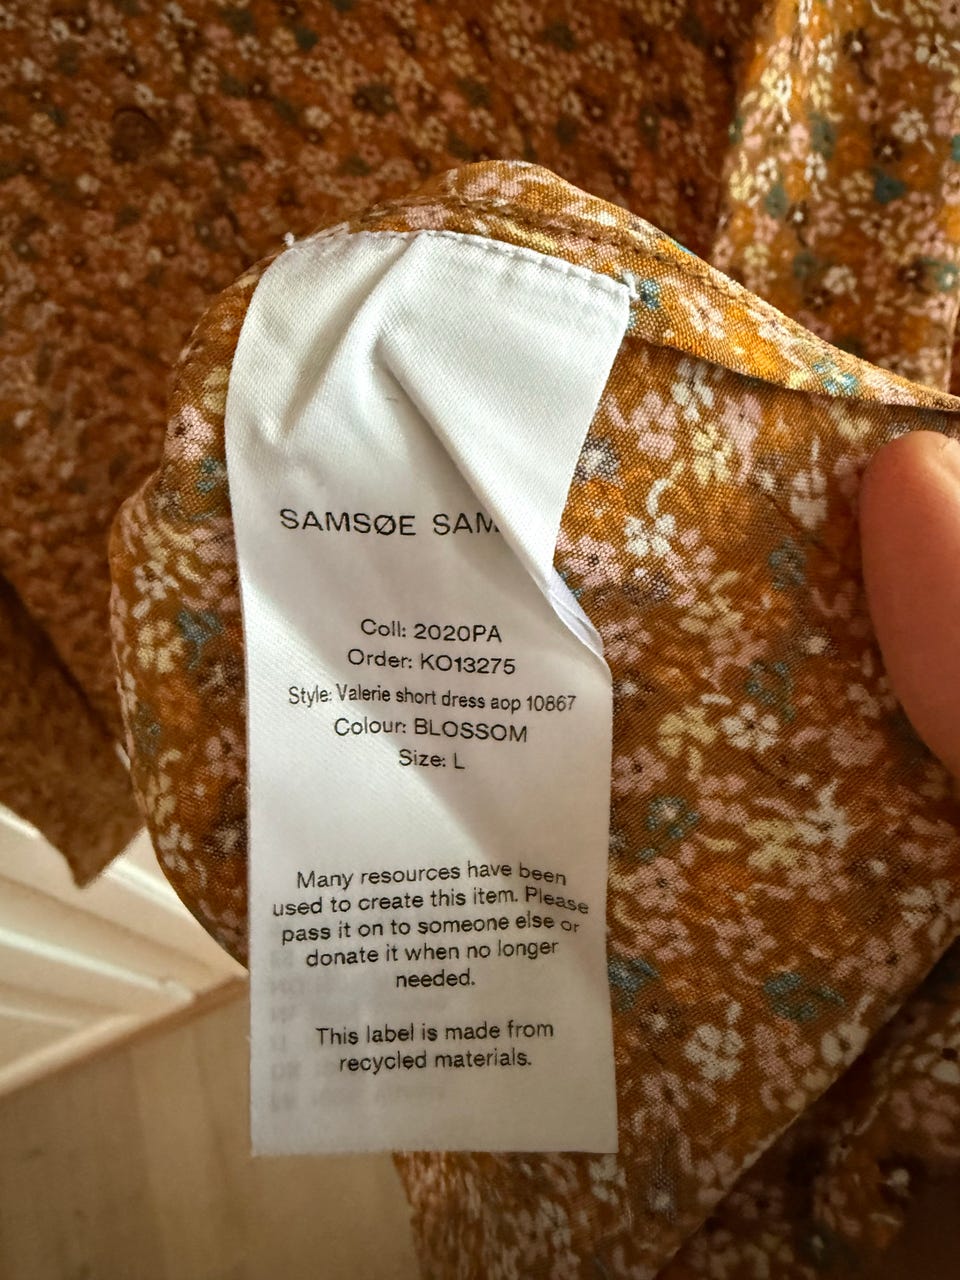 SAMSØE SAM
Coll: 2020PA
Order: KO13275
Style: Valerie short dress aop 10867
Colour: BLOSSOM
Size: L
Many resources have been
used to create this item. Please
pass it on to someone else or
donate it when no longer
needed.
This label is made from
recycled materials.